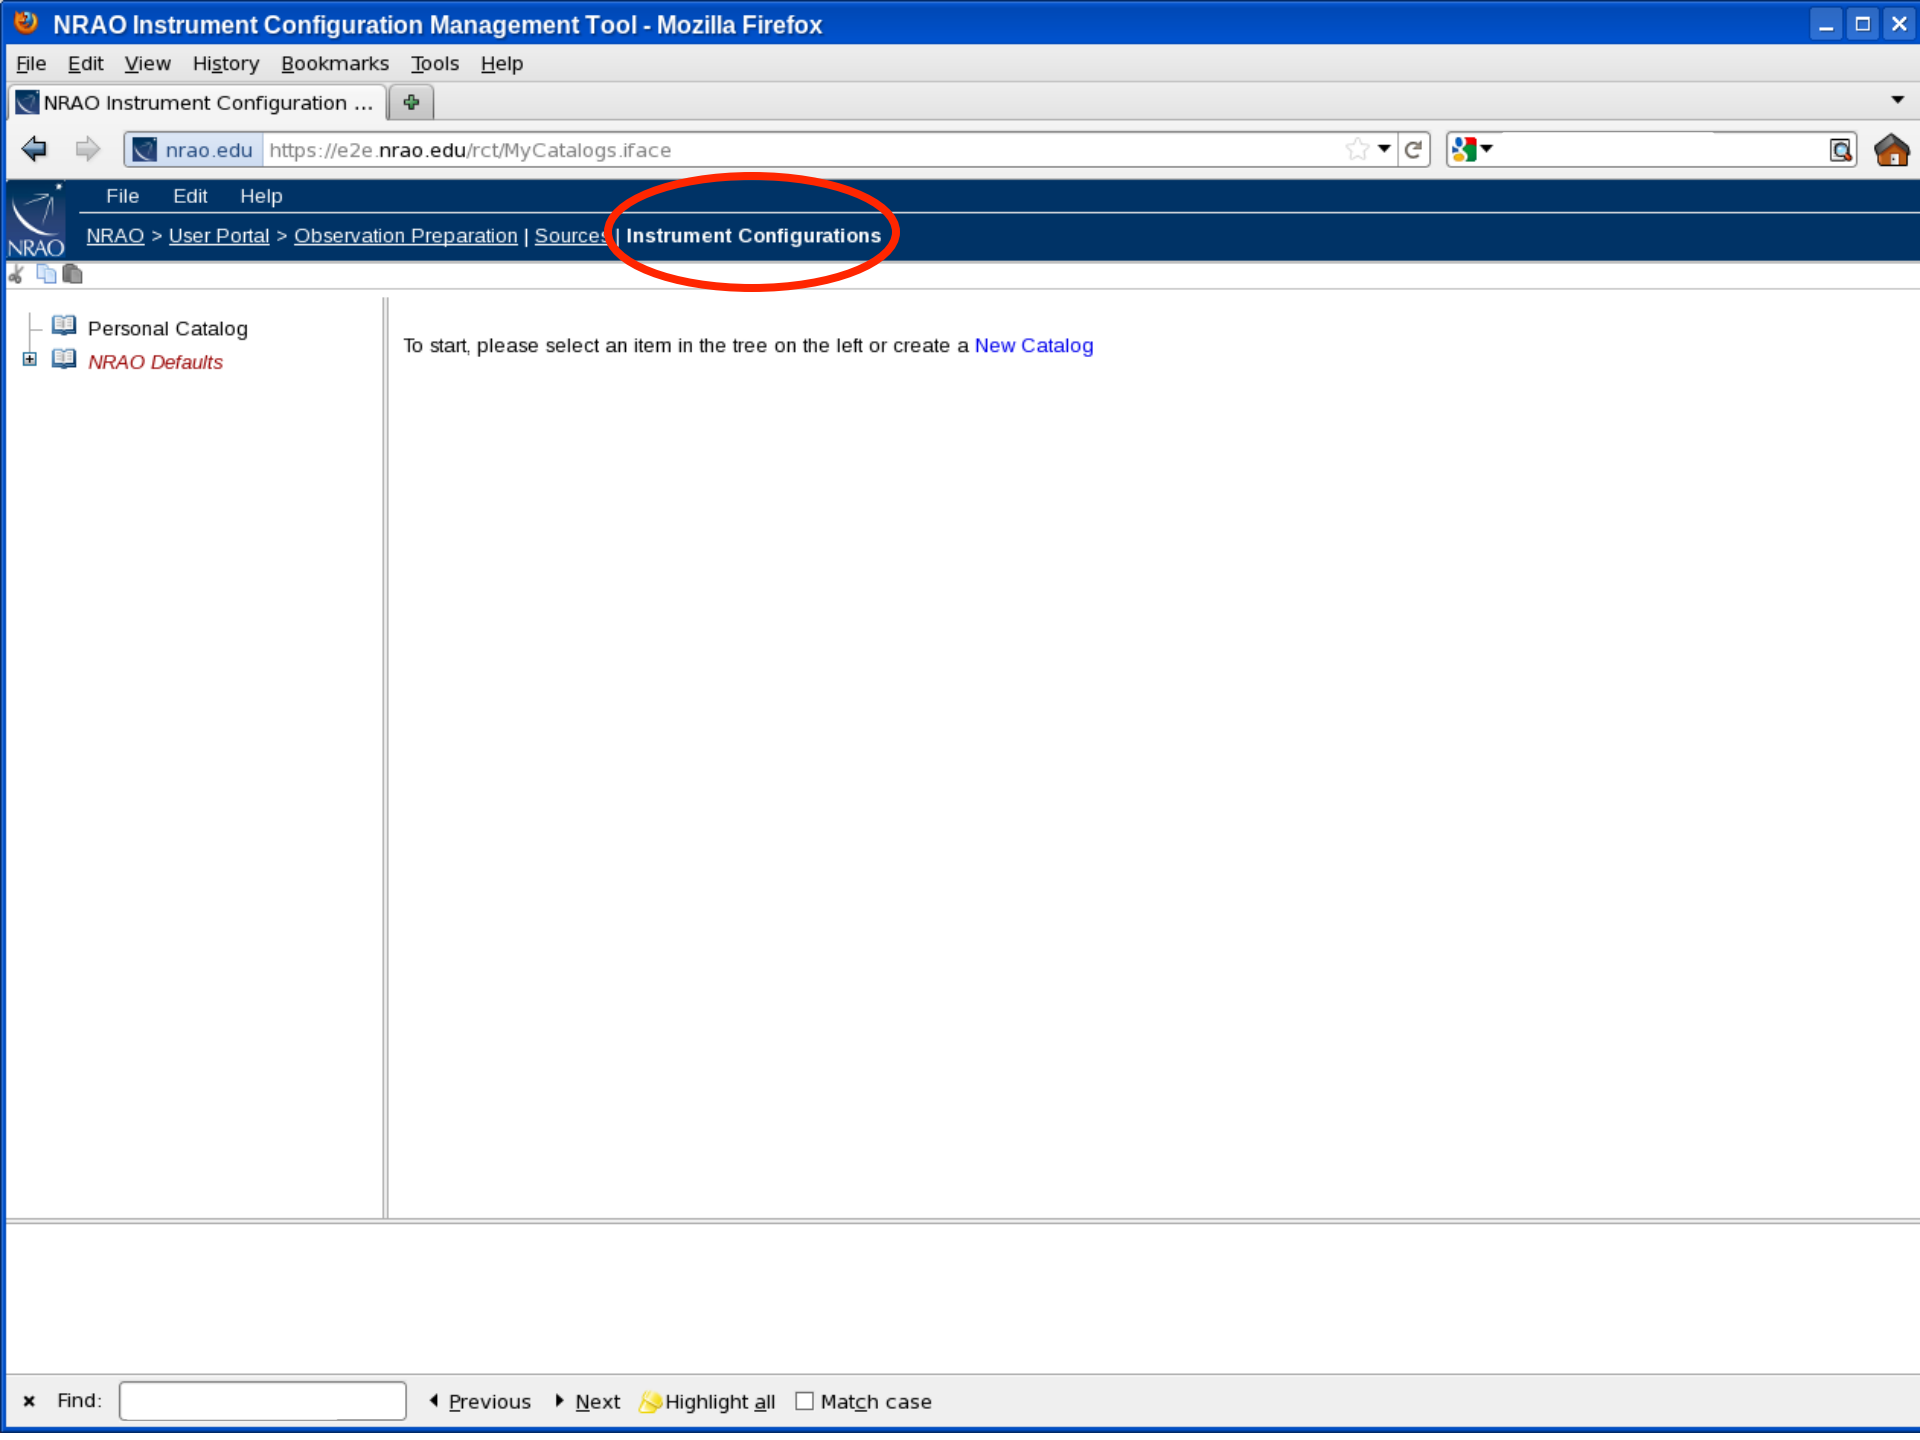 NRAO Instrument Configuration Management Tool - Mozilla Firefox
File Edit View History Bookmarks Tools Help
NRAO Instrument Configuration ...
nrao.edu https://e2e.nrao.edu/rct/MyCatalogs.iface
File Edit Help
NRAO
NRAO > User Portal > Observation Preparation | Sources | Instrument Configurations
Personal Catalog
NRAO Defaults
To start, please select an item in the tree on the left or create a New Catalog
Find: Previous Next Highlight all Match case